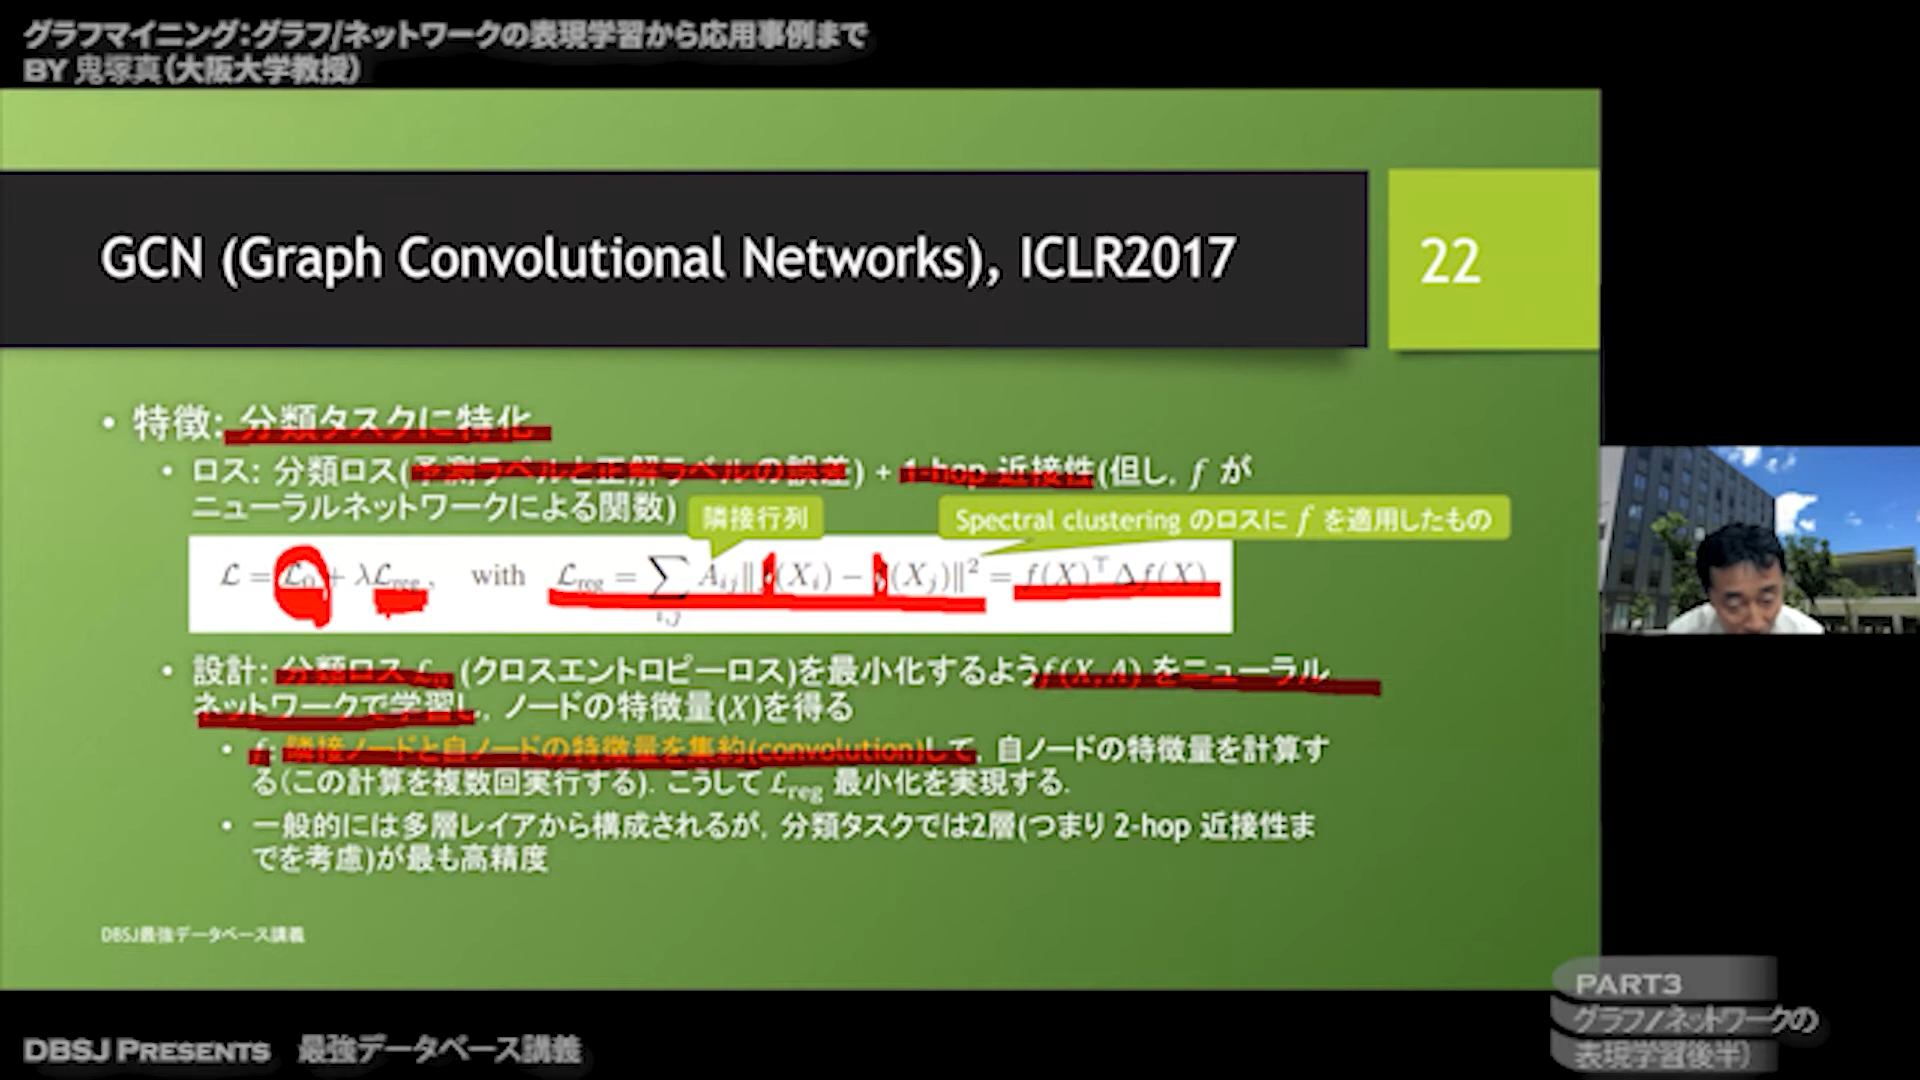 グラフマイニング:グラフ/ネットワークの表現学習から応用事例まで
BY 鬼塚真(大阪大学教授)
GCN (Graph Convolutional Networks), ICLR2017
22
• 特徴: 分類タスクに特化
• ロス: 分類ロス(予測ラベルと正解ラベルの誤差) + 1-hop 近接性(但し, f が
ニューラルネットワークによる関数)
隣接行列
Spectral clustering のロスに f を適用したもの
ℒ = ℒ₀ + λℒreg, with ℒreg = ∑i,j Aij‖f(Xi) − f(Xj)‖² = f(X)⊤Δf(X)
• 設計: 分類ロス ℒ₀ (クロスエントロピーロス)を最小化するようf(X, A) をニューラル
ネットワークで学習し, ノードの特徴量(X)を得る
• f: 隣接ノードと自ノードの特徴量を集約(convolution)して, 自ノードの特徴量を計算す
る(この計算を複数回実行する). こうして ℒreg 最小化を実現する.
• 一般的には多層レイアから構成されるが, 分類タスクでは2層(つまり 2-hop 近接性ま
でを考慮)が最も高精度
DBSJ最強データベース講義
PART3
グラフ/ネットワークの
表現学習(後半)
DBSJ PRESENTS 最強データベース講義